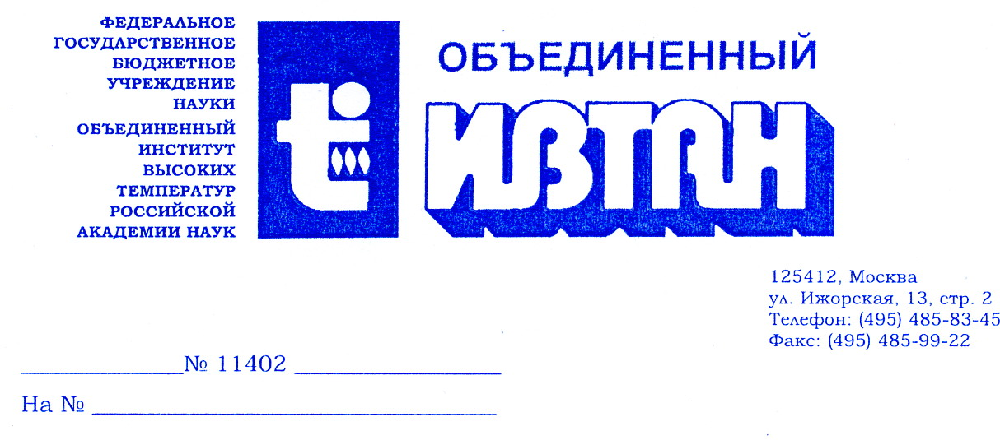 ФЕДЕРАЛЬНОЕ
ГОСУДАРСТВЕННОЕ
БЮДЖЕТНОЕ
УЧРЕЖДЕНИЕ
НАУКИ
ОБЪЕДИНЕННЫЙ
ИНСТИТУТ
ВЫСОКИХ
ТЕМПЕРАТУР
РОССИЙСКОЙ
АКАДЕМИИ НАУК
ti
ОБЪЕДИНЕННЫЙ
ИВТАН
125412, Москва
ул. Ижорская, 13, стр. 2
Телефон: (495) 485-83-45
Факс: (495) 485-99-22
№ 11402
На №